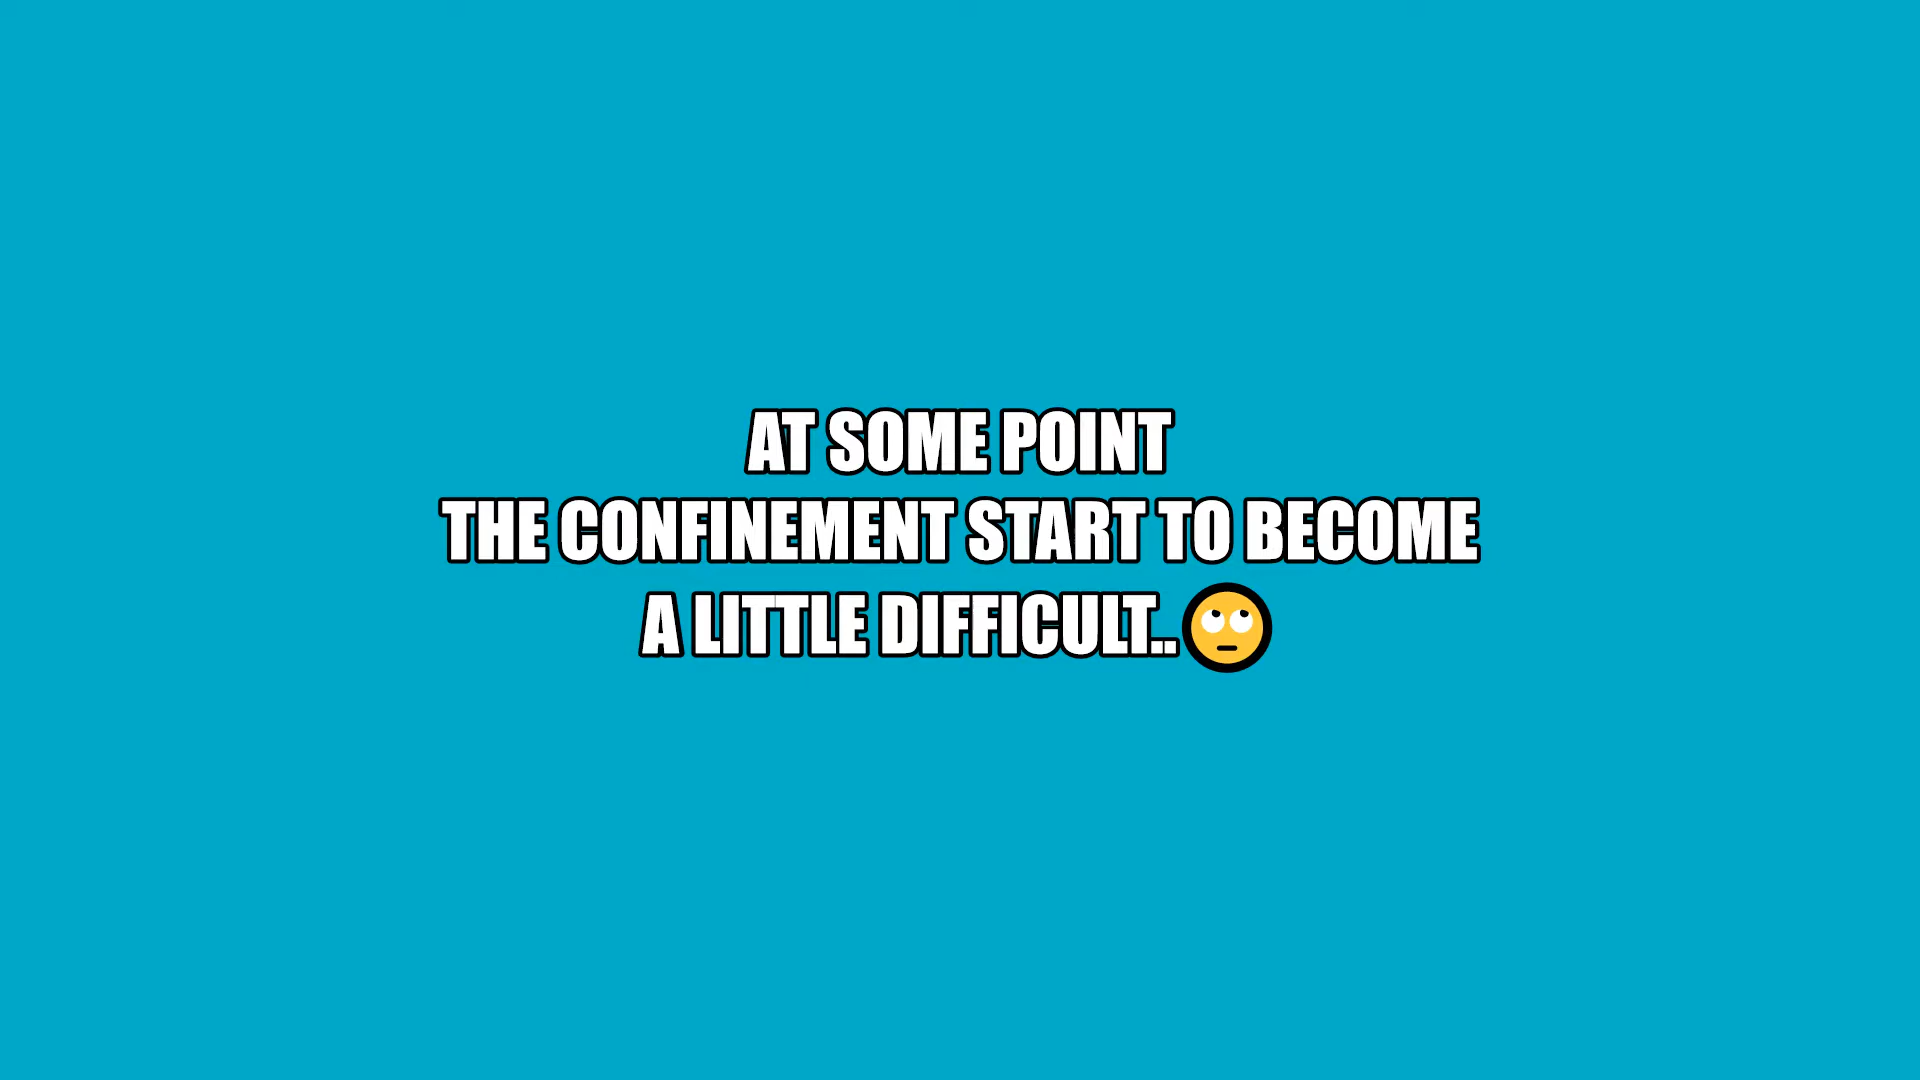 AT SOME POINT
THE CONFINEMENT START TO BECOME
A LITTLE DIFFICULT..🙄